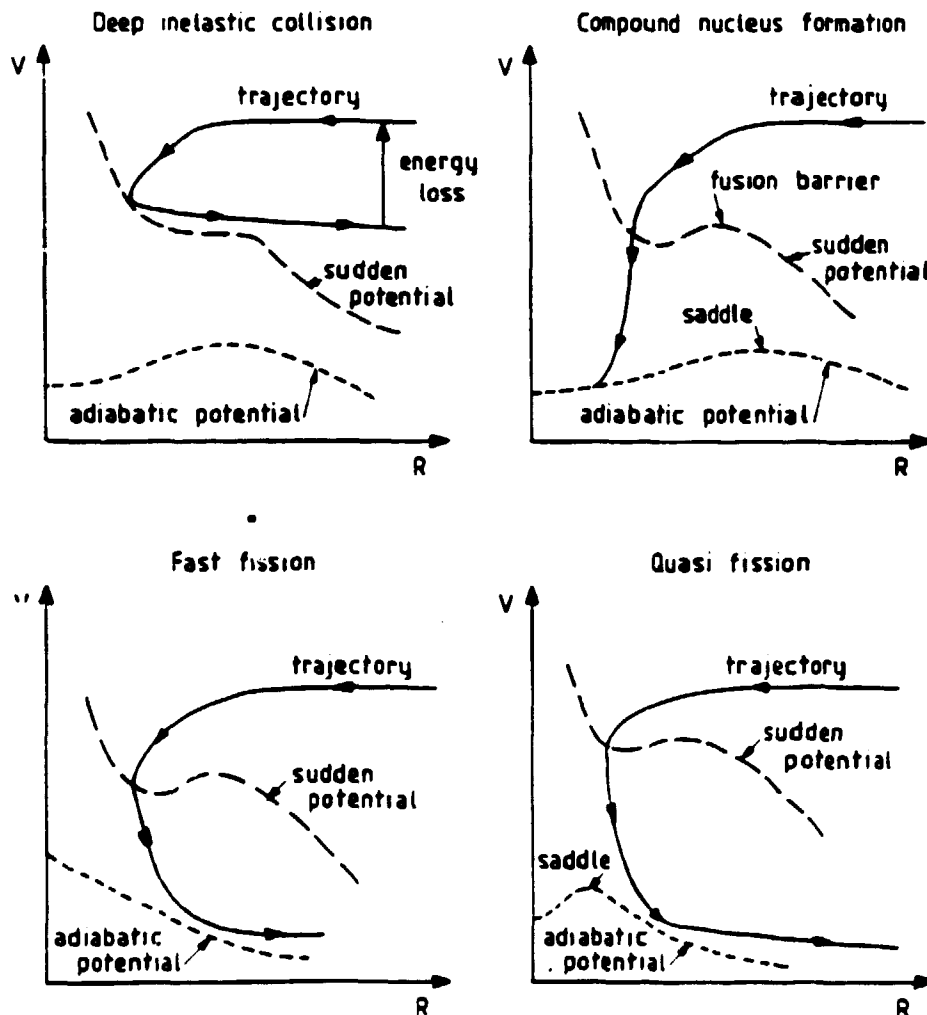 Deep inelastic collision
V
trajectory
energy
loss
sudden
potential
adiabatic potential
R
Compound nucleus formation
V
trajectory
fusion barrier
sudden
potential
saddle
adiabatic potential
R
Fast fission
trajectory
sudden
potential
adiabatic
potential
R
Quasi fission
V
trajectory
sudden
potential
saddle
adiabatic
potential
R